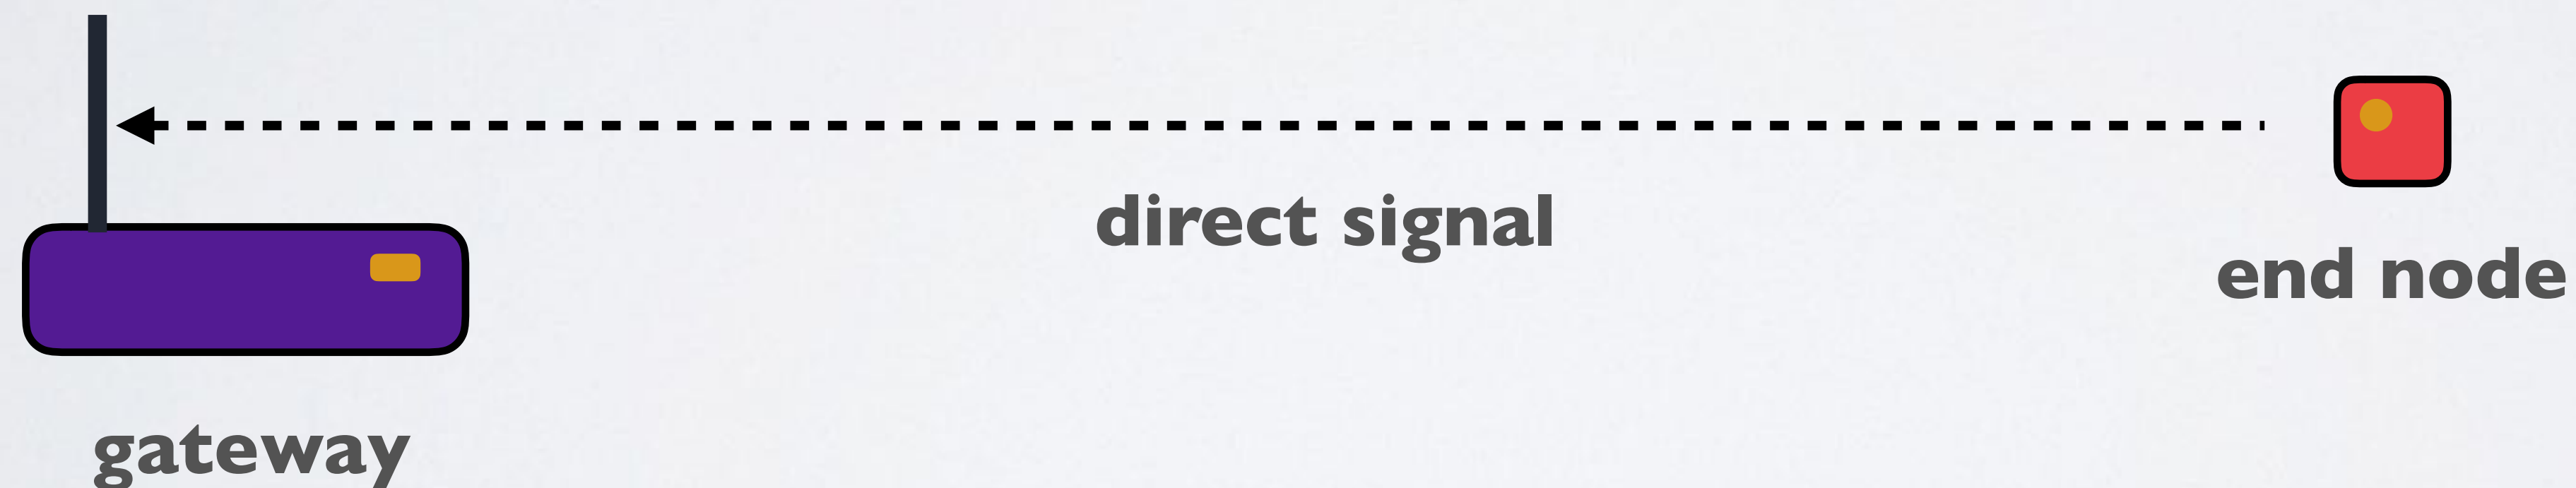 direct signal
end node
gateway